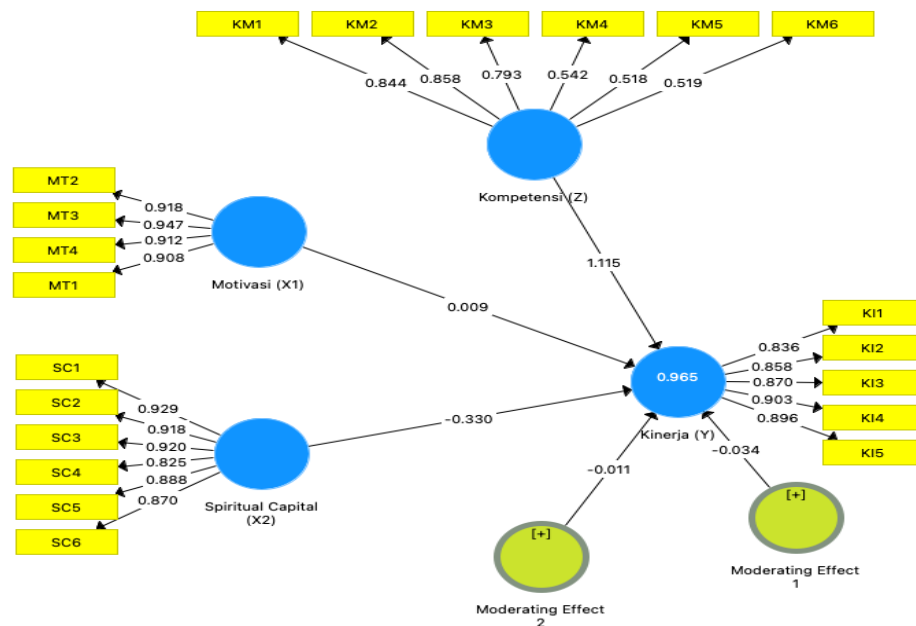 KM1 KM2 KM3 KM4 KM5 KM6
0.844 0.858 0.793 0.542 0.518 0.519
Kompetensi (Z)
MT2
MT3
MT4
MT1
0.918
0.947
0.912
0.908
Motivasi (X1)
1.115
0.009
SC1
SC2
SC3
SC4
SC5
SC6
0.929
0.918
0.920
0.825
0.888
0.870
Spiritual Capital
(X2)
-0.330
0.965
Kinerja (Y)
0.836
0.858
0.870
0.903
0.896
KI1
KI2
KI3
KI4
KI5
-0.011
-0.034
[+]
Moderating Effect
2
[+]
Moderating Effect
1